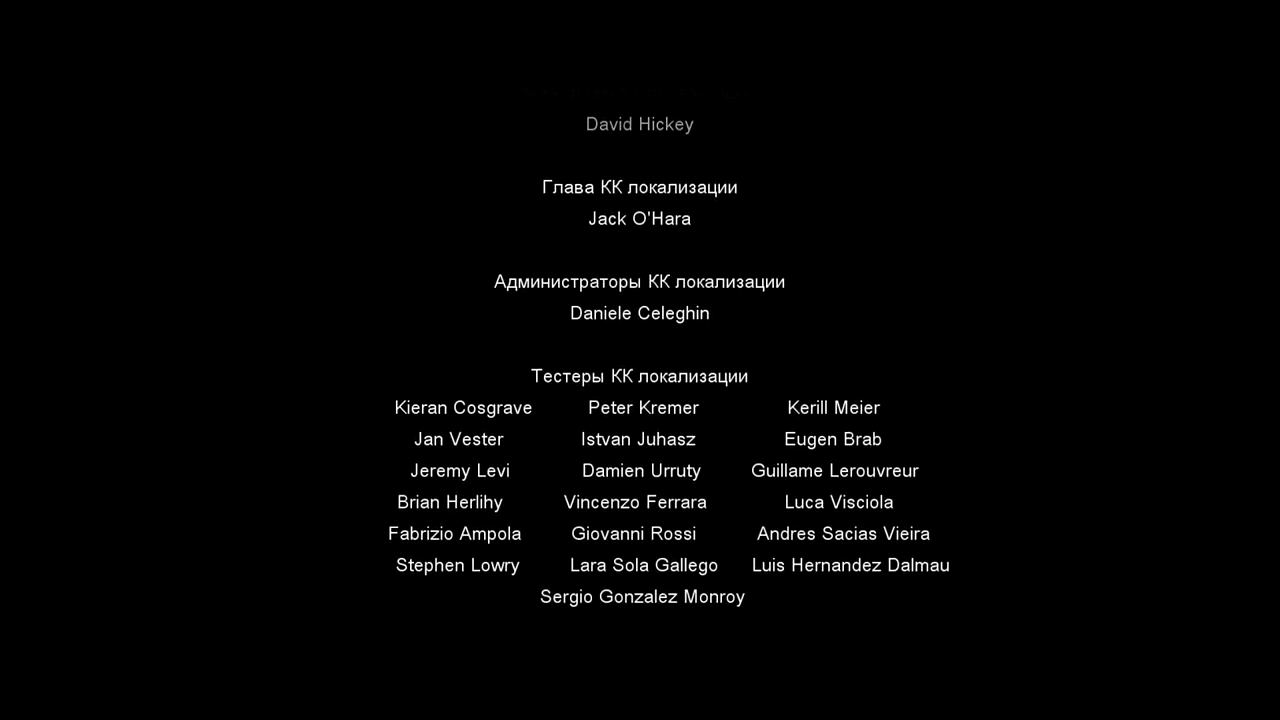 David Hickey
Глава КК локализации
Jack O'Hara
Администраторы КК локализации
Daniele Celeghin
Тестеры КК локализации
Kieran Cosgrave Peter Kremer Kerill Meier
Jan Vester Istvan Juhasz Eugen Brab
Jeremy Levi Damien Urruty Guillame Lerouvreur
Brian Herlihy Vincenzo Ferrara Luca Visciola
Fabrizio Ampola Giovanni Rossi Andres Sacias Vieira
Stephen Lowry Lara Sola Gallego Luis Hernandez Dalmau
Sergio Gonzalez Monroy